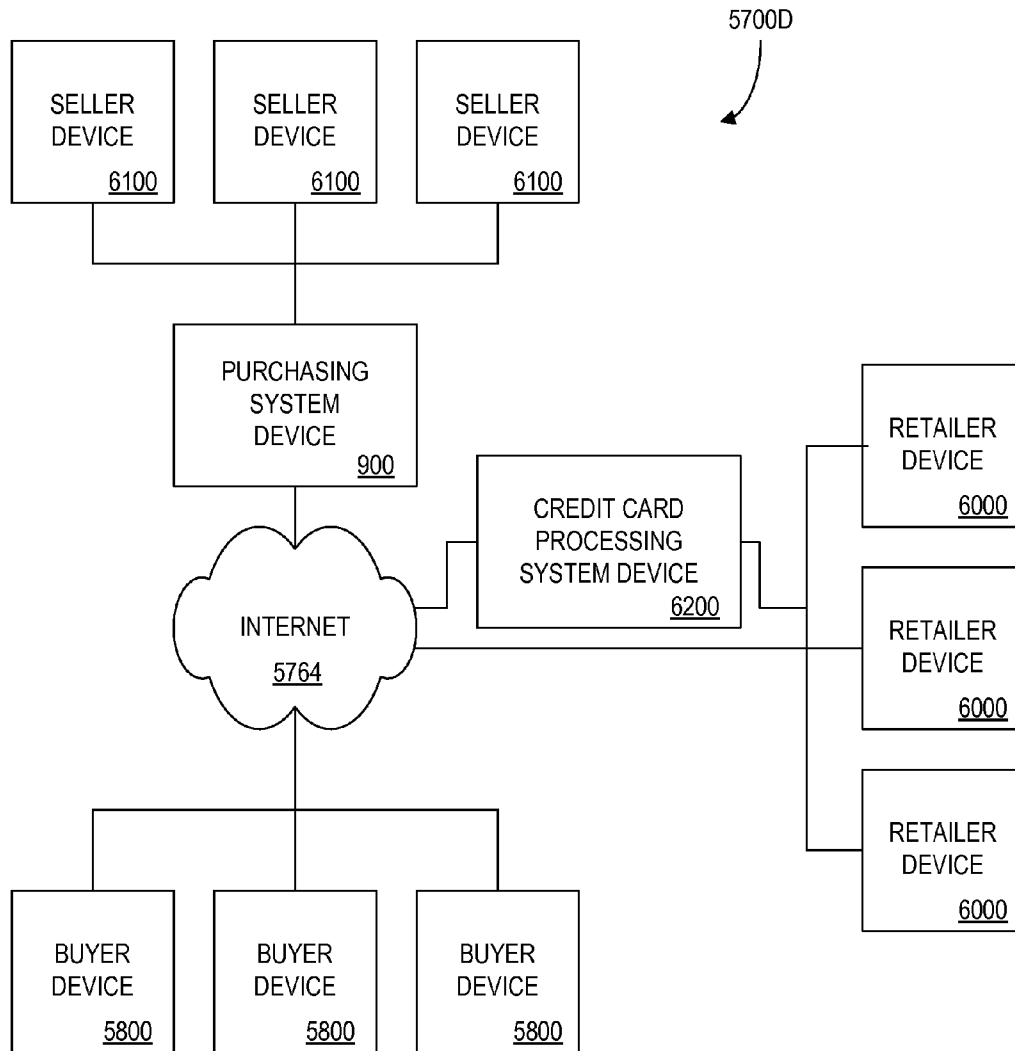 5700D
SELLER
DEVICE
6100
SELLER
DEVICE
6100
SELLER
DEVICE
6100
PURCHASING
SYSTEM
DEVICE
900
CREDIT CARD
PROCESSING
SYSTEM DEVICE
6200
RETAILER
DEVICE
6000
INTERNET
5764
RETAILER
DEVICE
6000
RETAILER
DEVICE
6000
BUYER
DEVICE
5800
BUYER
DEVICE
5800
BUYER
DEVICE
5800